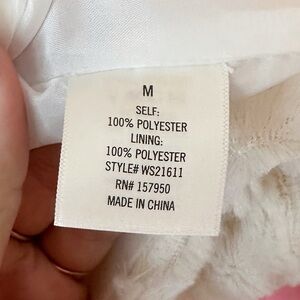 M
SELF:
100% POLYESTER
LINING:
100% POLYESTER
STYLE# WS21611
RN# 157950
MADE IN CHINA